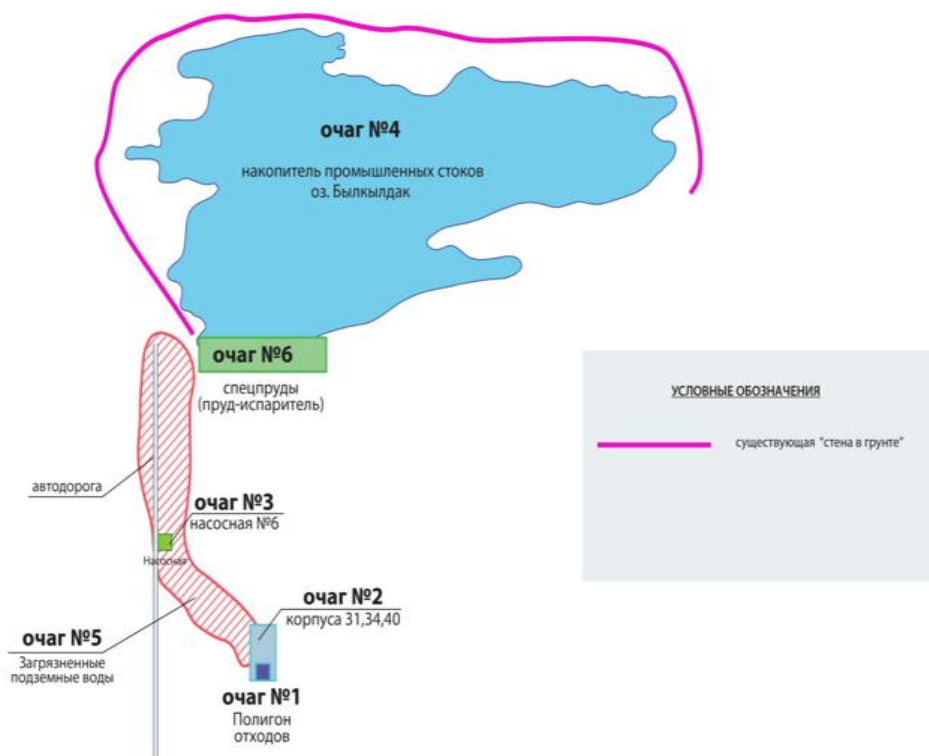 очаг №4
накопитель промышленных стоков
оз. Былкылдак
очаг №6
спецпруды
(пруд-испаритель)
УСЛОВНЫЕ ОБОЗНАЧЕНИЯ
существующая "стена в грунте"
автодорога
очаг №3
насосная №6
Насосная
очаг №2
корпуса 31,34,40
очаг №5
Загрязненные
подземные воды
очаг №1
Полигон
отходов